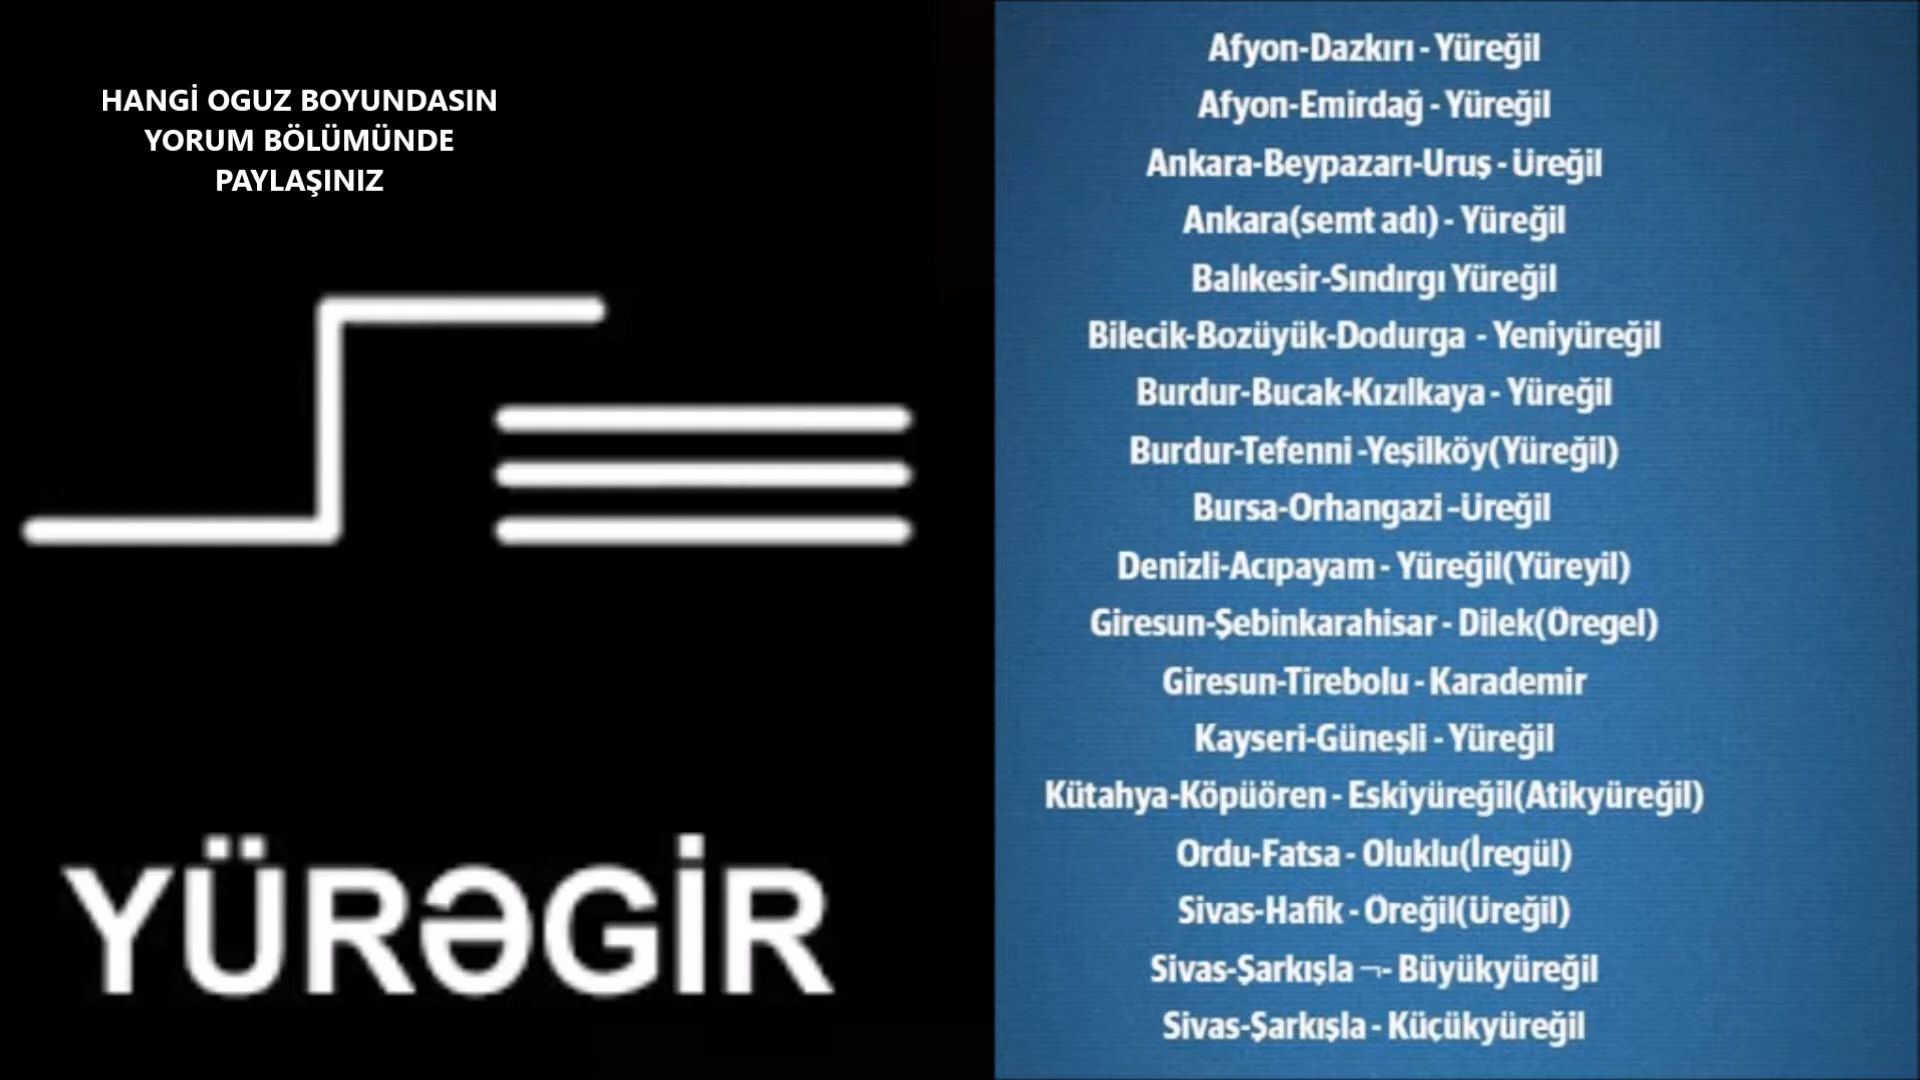 HANGİ OGUZ BOYUNDASIN
YORUM BÖLÜMÜNDE
PAYLAŞINIZ
YÜRƏGİR
Afyon-Dazkırı - Yüreğil
Afyon-Emirdağ - Yüreğil
Ankara-Beypazarı-Uruş - Üreğil
Ankara(semt adı) - Yüreğil
Balıkesir-Sındırgı Yüreğil
Bilecik-Bozüyük-Dodurga - Yeniyüreğil
Burdur-Bucak-Kızılkaya - Yüreğil
Burdur-Tefenni -Yeşilköy(Yüreğil)
Bursa-Orhangazi –Üreğil
Denizli-Acıpayam - Yüreğil(Yüreyil)
Giresun-Şebinkarahisar - Dilek(Öregel)
Giresun-Tirebolu - Karademir
Kayseri-Güneşli - Yüreğil
Kütahya-Köpüören - Eskiyüreğil(Atikyüreğil)
Ordu-Fatsa - Oluklu(İregül)
Sivas-Hafik - Öreğil(Üreğil)
Sivas-Şarkışla ¬- Büyükyüreğil
Sivas-Şarkışla - Küçükyüreğil